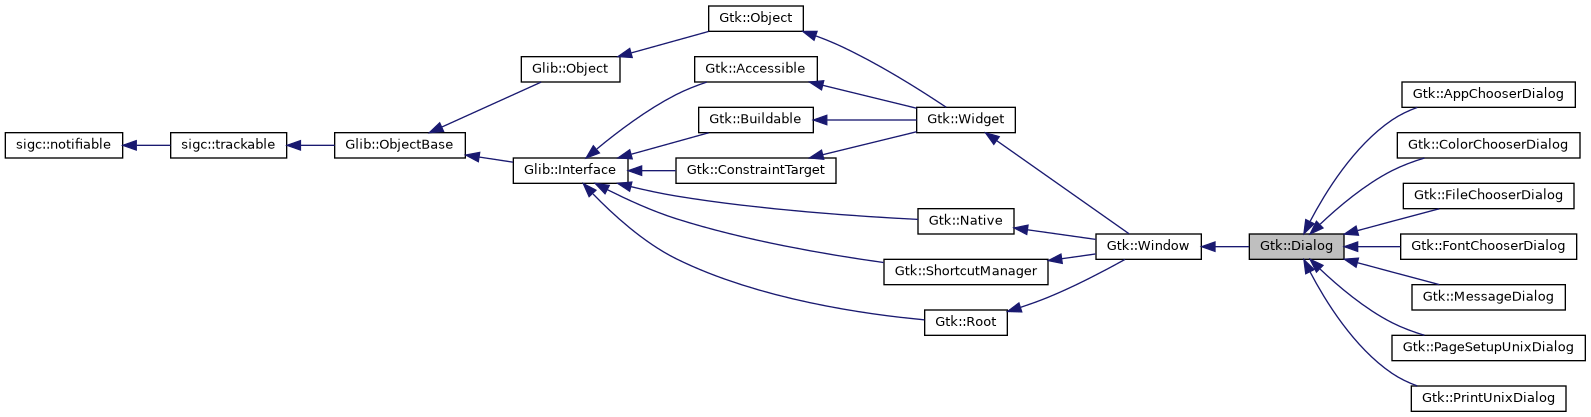 sigc::notifiable
sigc::trackable
Glib::ObjectBase
Glib::Object
Glib::Interface
Gtk::Object
Gtk::Accessible
Gtk::Buildable
Gtk::ConstraintTarget
Gtk::Widget
Gtk::Native
Gtk::ShortcutManager
Gtk::Root
Gtk::Window
Gtk::Dialog
Gtk::AppChooserDialog
Gtk::ColorChooserDialog
Gtk::FileChooserDialog
Gtk::FontChooserDialog
Gtk::MessageDialog
Gtk::PageSetupUnixDialog
Gtk::PrintUnixDialog